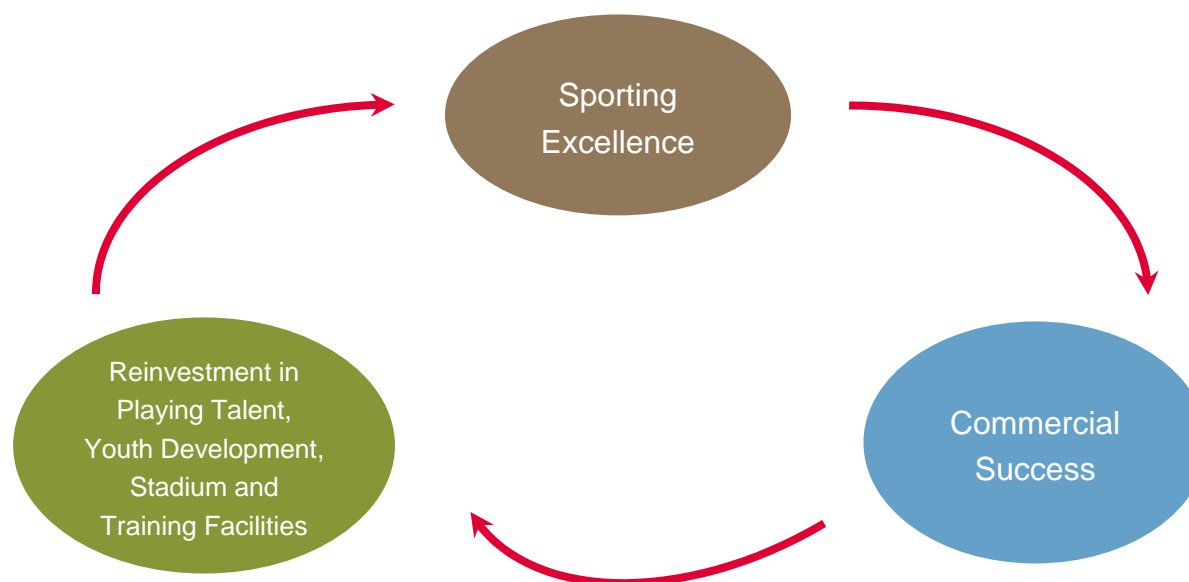 Sporting
Excellence
Reinvestment in
Playing Talent,
Youth Development,
Stadium and
Training Facilities
Commercial
Success